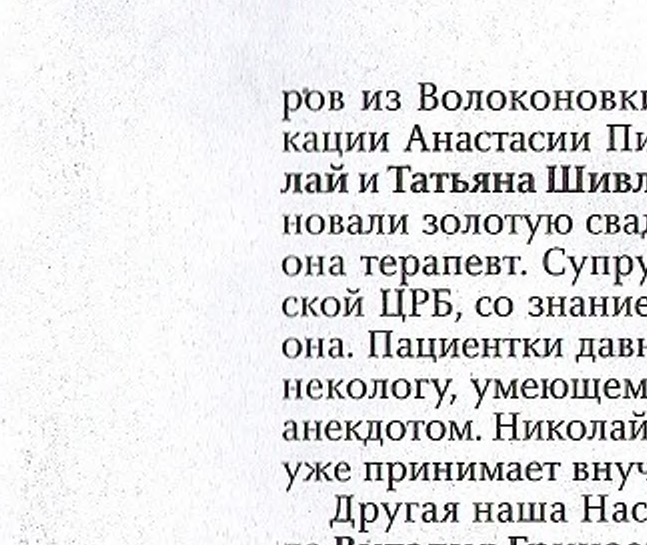 ров из Волоконовки
кации Анастасии Пи
лай и Татьяна Шивл
новали золотую свад
она терапевт. Супру
ской ЦРБ, со знание
она. Пациентки давн
некологу, умеющем
анекдотом. Николай
уже принимает внуч
Другая наша Нас